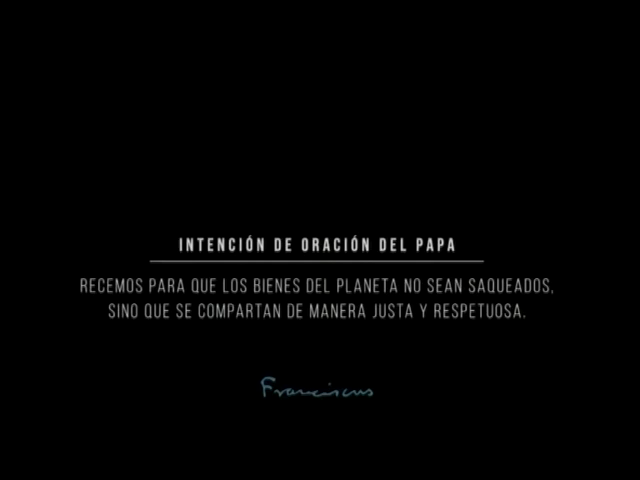 INTENCIÓN DE ORACIÓN DEL PAPA
RECEMOS PARA QUE LOS BIENES DEL PLANETA NO SEAN SAQUEADOS,
SINO QUE SE COMPARTAN DE MANERA JUSTA Y RESPETUOSA.
Franciscus